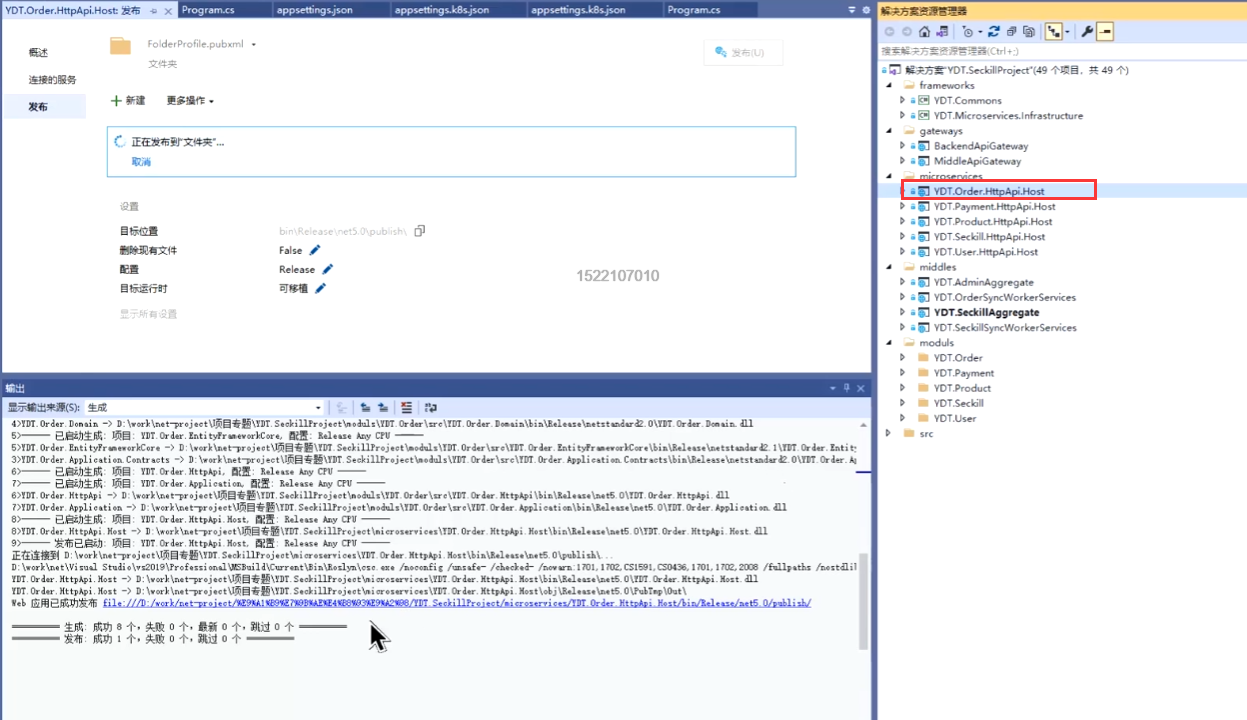 YDT.Order.HttpApi.Host: 发布
Program.cs
appsettings.json
appsettings.k8s.json
appsettings.k8s.json
Program.cs
概述
连接的服务
发布
FolderProfile.pubxml
文件夹
发布(U)
新建
更多操作
正在发布到"文件夹"...
取消
设置
目标位置 bin\Release\net5.0\publish\
删除现有文件 False
配置 Release
目标运行时 可移植
显示所有设置
1522107010
输出
显示输出来源(S): 生成
4>YDT.Order.Domain -> D:\work\net-project\项目专题\YDT.SeckillProject\moduls\YDT.Order\src\YDT.Order.Domain\bin\Release\netstandard2.0\YDT.Order.Domain.dll
5>------ 已启动生成: 项目: YDT.Order.EntityFrameworkCore, 配置: Release Any CPU ------
5>YDT.Order.EntityFrameworkCore -> D:\work\net-project\项目专题\YDT.SeckillProject\moduls\YDT.Order\src\YDT.Order.EntityFrameworkCore\bin\Release\netstandard2.1\YDT.Order.Entity
3>YDT.Order.Application.Contracts -> D:\work\net-project\项目专题\YDT.SeckillProject\moduls\YDT.Order\src\YDT.Order.Application.Contracts\bin\Release\netstandard2.0\YDT.Order.Ap
6>------ 已启动生成: 项目: YDT.Order.HttpApi, 配置: Release Any CPU ------
7>------ 已启动生成: 项目: YDT.Order.Application, 配置: Release Any CPU ------
6>YDT.Order.HttpApi -> D:\work\net-project\项目专题\YDT.SeckillProject\moduls\YDT.Order\src\YDT.Order.HttpApi\bin\Release\net5.0\YDT.Order.HttpApi.dll
7>YDT.Order.Application -> D:\work\net-project\项目专题\YDT.SeckillProject\moduls\YDT.Order\src\YDT.Order.Application\bin\Release\net5.0\YDT.Order.Application.dll
8>------ 已启动生成: 项目: YDT.Order.HttpApi.Host, 配置: Release Any CPU ------
8>YDT.Order.HttpApi.Host -> D:\work\net-project\项目专题\YDT.SeckillProject\microservices\YDT.Order.HttpApi.Host\bin\Release\net5.0\YDT.Order.HttpApi.Host.dll
9>------ 发布已启动: 项目: YDT.Order.HttpApi.Host, 配置: Release Any CPU ------
正在连接到 D:\work\net-project\项目专题\YDT.SeckillProject\microservices\YDT.Order.HttpApi.Host\bin\Release\net5.0\publish\...
D:\work\net\Visual Studio\vs2019\Professional\MSBuild\Current\Bin\Roslyn\csc.exe /noconfig /unsafe- /checked- /nowarn:1701,1702,CS1591,CS0436,1701,1702,2008 /fullpaths /nostdli
YDT.Order.HttpApi.Host -> D:\work\net-project\项目专题\YDT.SeckillProject\microservices\YDT.Order.HttpApi.Host\bin\Release\net5.0\YDT.Order.HttpApi.Host.dll
YDT.Order.HttpApi.Host -> D:\work\net-project\项目专题\YDT.SeckillProject\microservices\YDT.Order.HttpApi.Host\obj\Release\net5.0\PubTmp\Out\
Web 应用已成功发布 file:///D:/work/net-project/%E9%A1%B9%E7%9B%AE%E4%B8%93%E9%A2%98/YDT.SeckillProject/microservices/YDT.Order.HttpApi.Host/bin/Release/net5.0/publish/
========== 生成: 成功 8 个，失败 0 个，最新 0 个，跳过 0 个 ==========
========== 发布: 成功 1 个，失败 0 个，跳过 0 个 ==========
解决方案资源管理器
搜索解决方案资源管理器(Ctrl+;)
解决方案"YDT.SeckillProject"(49 个项目，共 49 个)
frameworks
YDT.Commons
YDT.Microservices.Infrastructure
gateways
BackendApiGateway
MiddleApiGateway
microservices
YDT.Order.HttpApi.Host
YDT.Payment.HttpApi.Host
YDT.Product.HttpApi.Host
YDT.Seckill.HttpApi.Host
YDT.User.HttpApi.Host
middles
YDT.AdminAggregate
YDT.OrderSyncWorkerServices
YDT.SeckillAggregate
YDT.SeckillSyncWorkerServices
moduls
YDT.Order
YDT.Payment
YDT.Product
YDT.Seckill
YDT.User
src